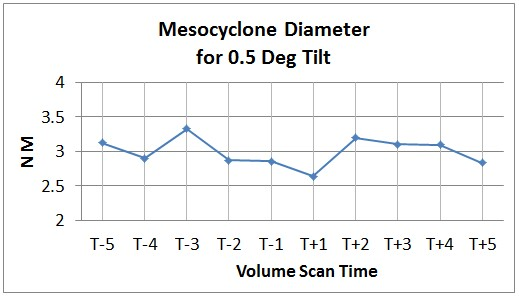 Mesocyclone Diameter
for 0.5 Deg Tilt
4
3.5
3
2.5
2
NM
T-5 T-4 T-3 T-2 T-1 T+1 T+2 T+3 T+4 T+5
Volume Scan Time